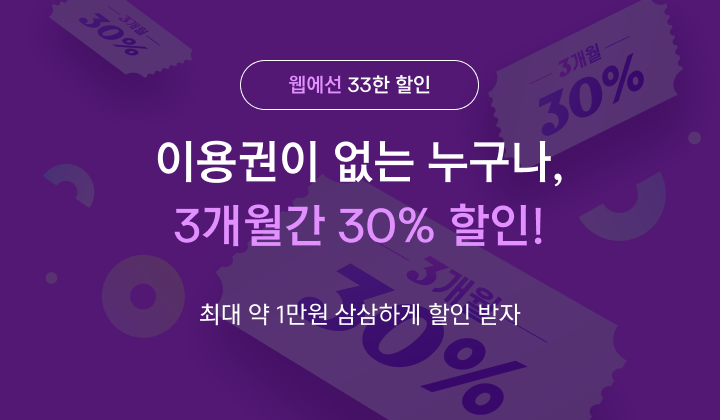 3개월
30%
3개월
30%
웹에선 33한 할인
이용권이 없는 누구나,
3개월간 30% 할인!
3개월
30%
최대 약 1만원 삼삼하게 할인 받자